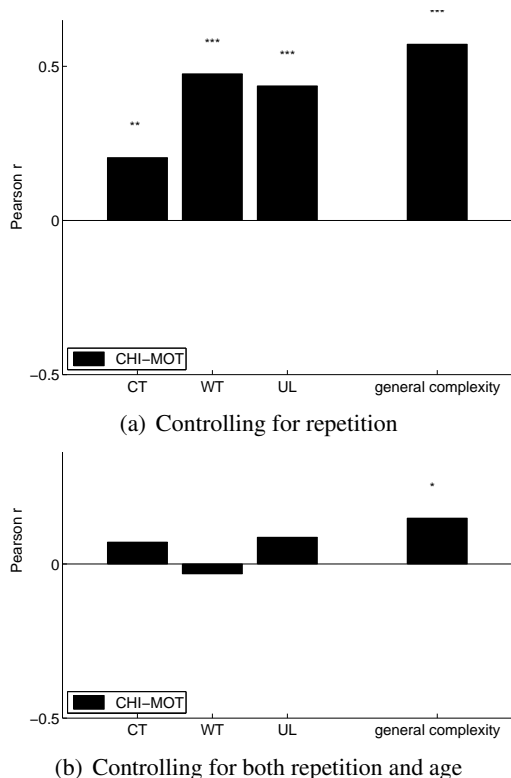 ---
***
***
0.5
**
Pearson r
0
CHI−MOT
−0.5
CT WT UL general complexity
(a) Controlling for repetition
*
Pearson r
0
CHI−MOT
−0.5
CT WT UL general complexity
(b) Controlling for both repetition and age